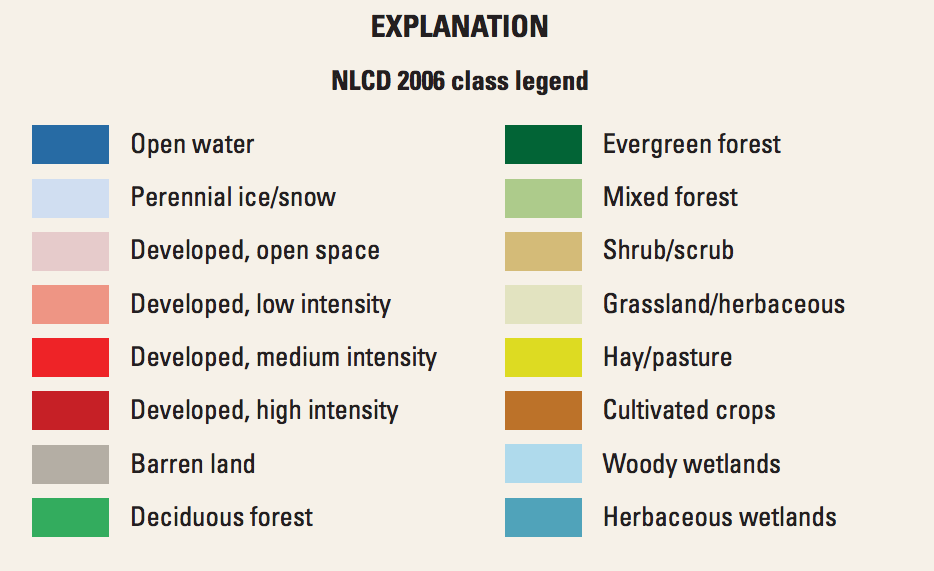 EXPLANATION
NLCD 2006 class legend
Open water
Perennial ice/snow
Developed, open space
Developed, low intensity
Developed, medium intensity
Developed, high intensity
Barren land
Deciduous forest
Evergreen forest
Mixed forest
Shrub/scrub
Grassland/herbaceous
Hay/pasture
Cultivated crops
Woody wetlands
Herbaceous wetlands